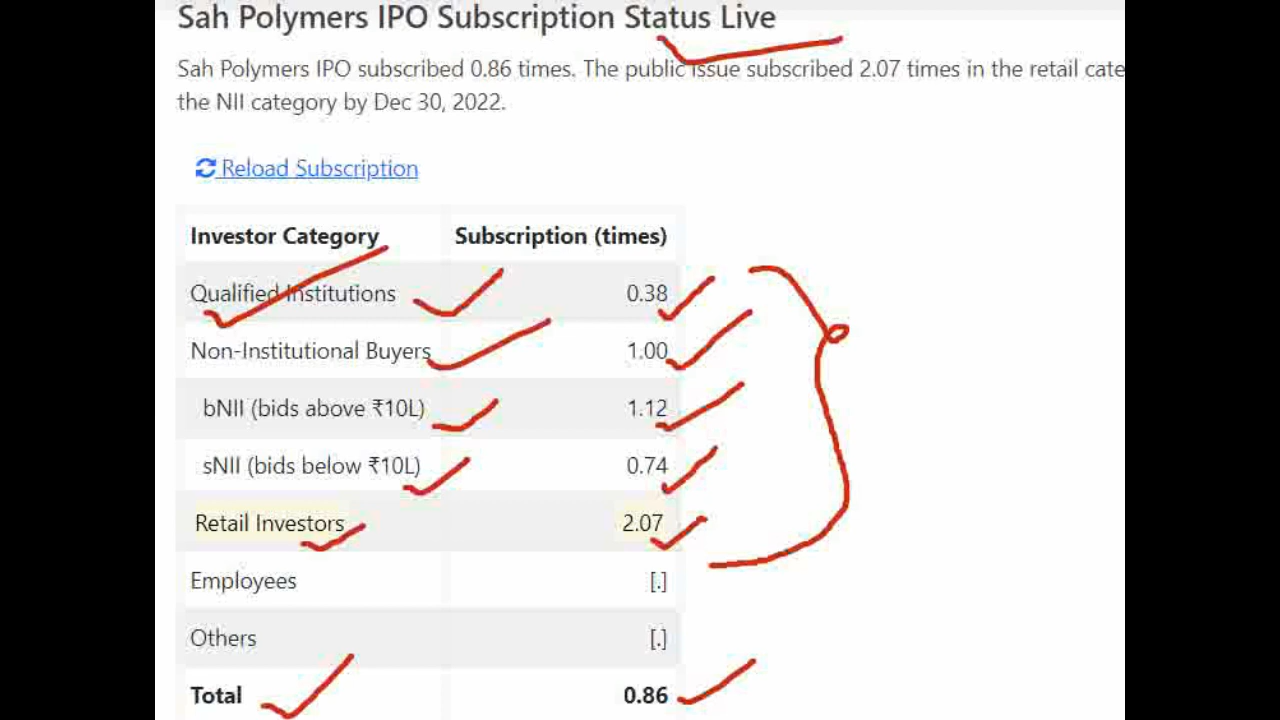 Sah Polymers IPO Subscription Status Live
Sah Polymers IPO subscribed 0.86 times. The public issue subscribed 2.07 times in the retail cate
the NII category by Dec 30, 2022.
Reload Subscription
Investor Category Subscription (times)
Qualified Institutions 0.38
Non-Institutional Buyers 1.00
bNII (bids above ₹10L) 1.12
sNII (bids below ₹10L) 0.74
Retail Investors 2.07
Employees [.]
Others [.]
Total 0.86